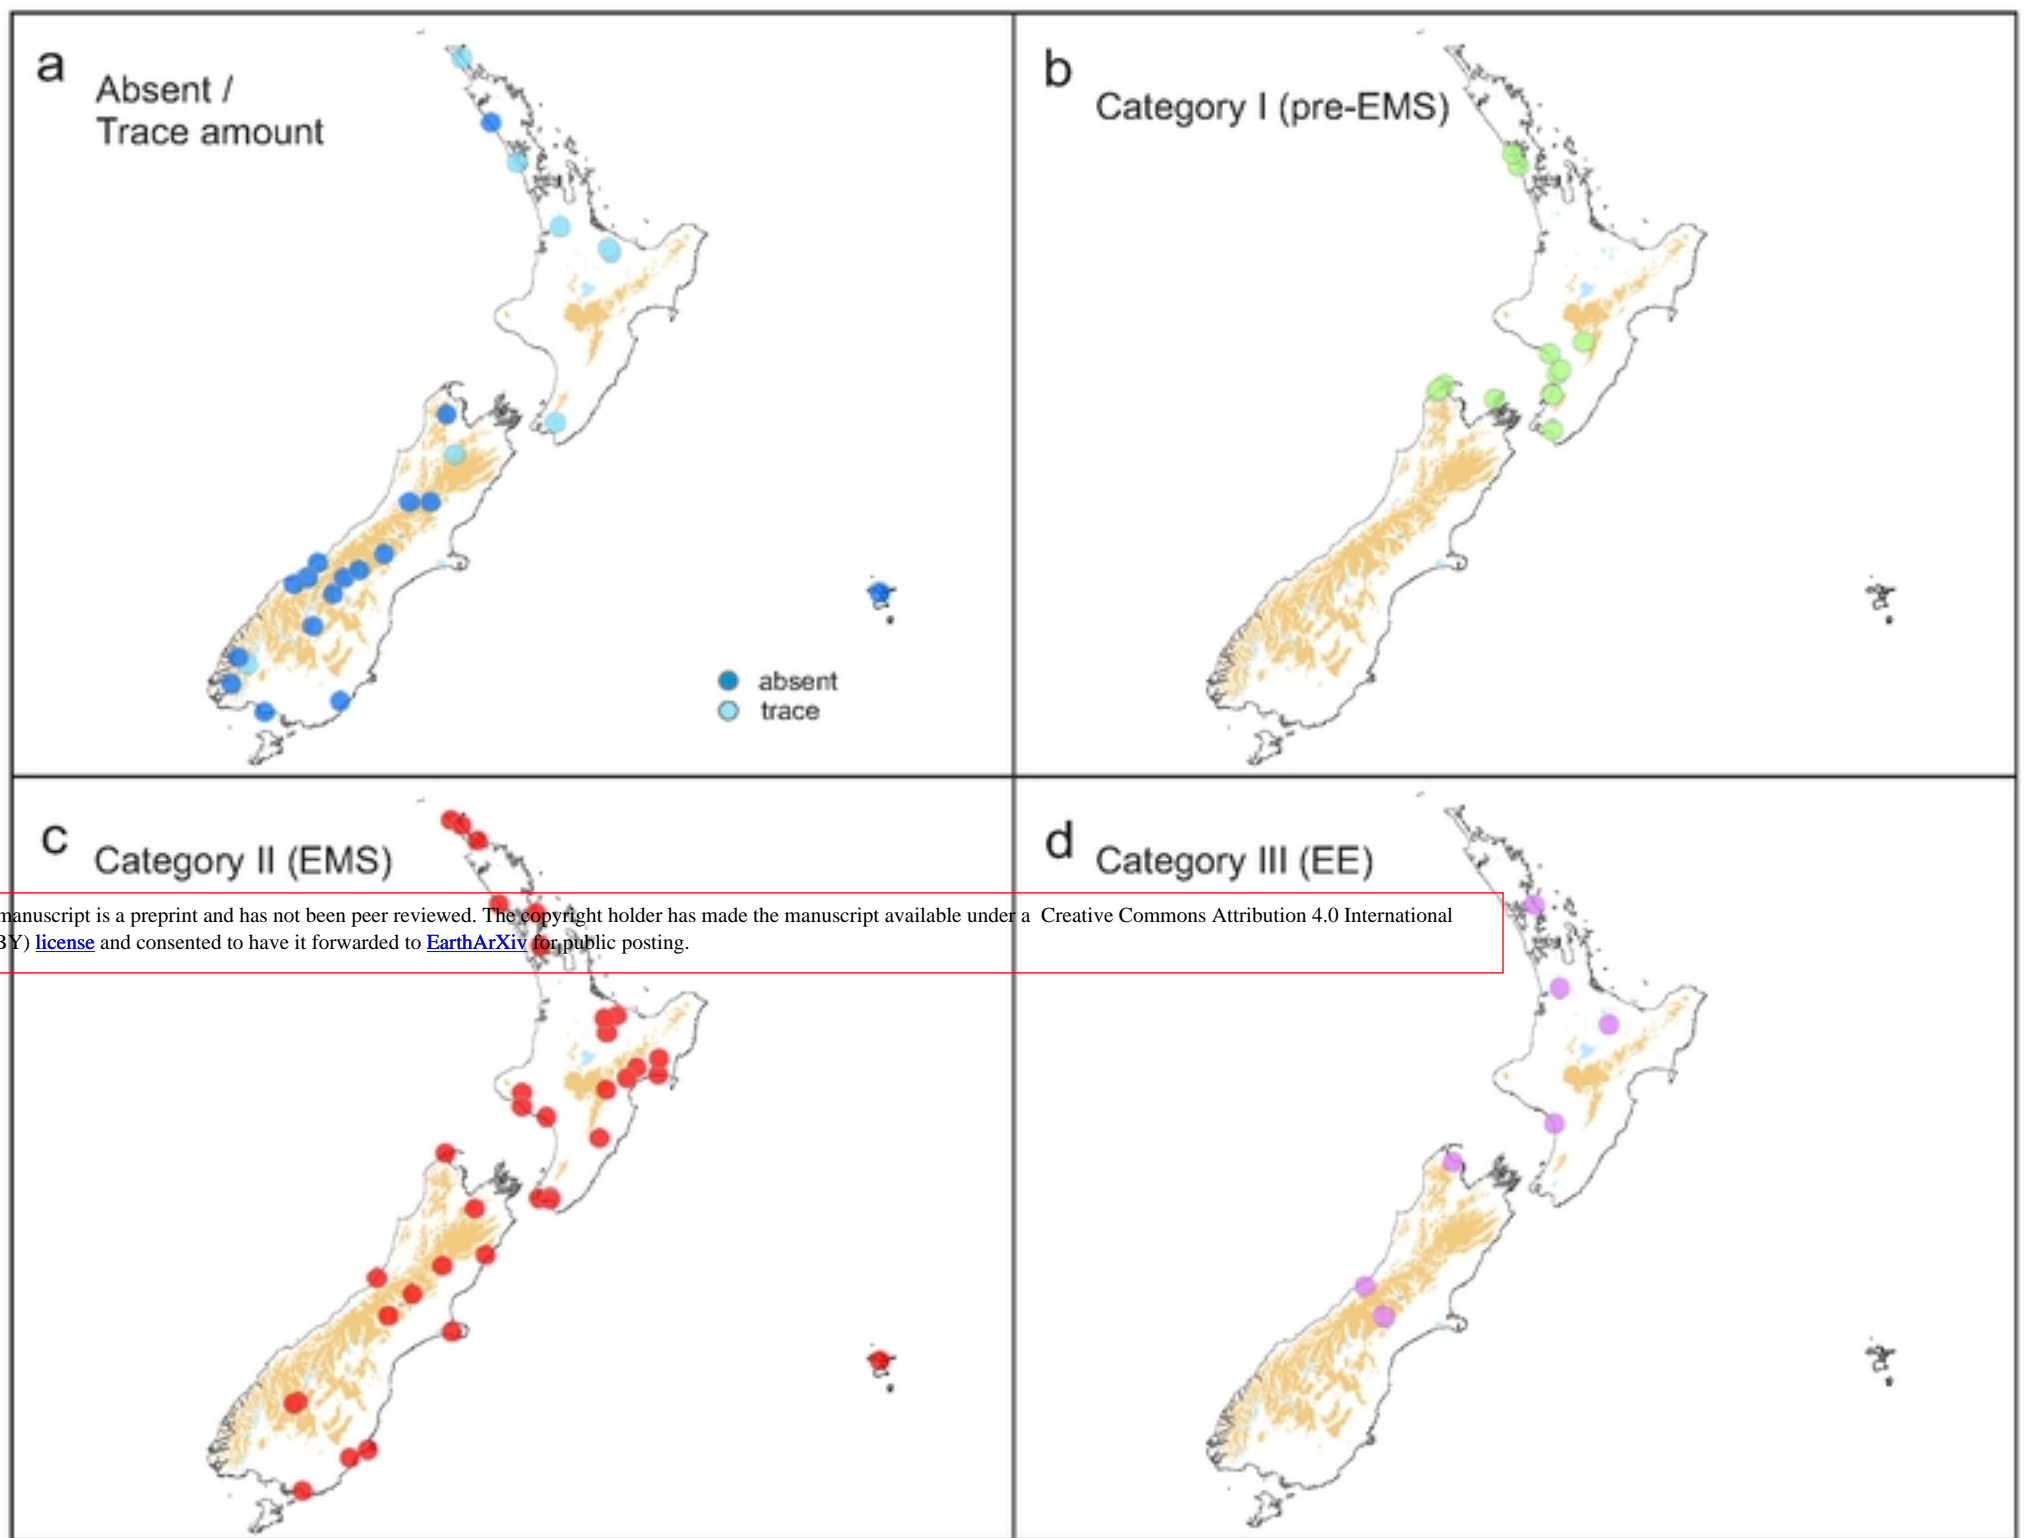 a
Absent /
Trace amount
absent
trace
b
Category I (pre-EMS)
c
Category II (EMS)
d
Category III (EE)
manuscript is a preprint and has not been peer reviewed. The copyright holder has made the manuscript available under a Creative Commons Attribution 4.0 International
BY) license and consented to have it forwarded to EarthArXiv for public posting.